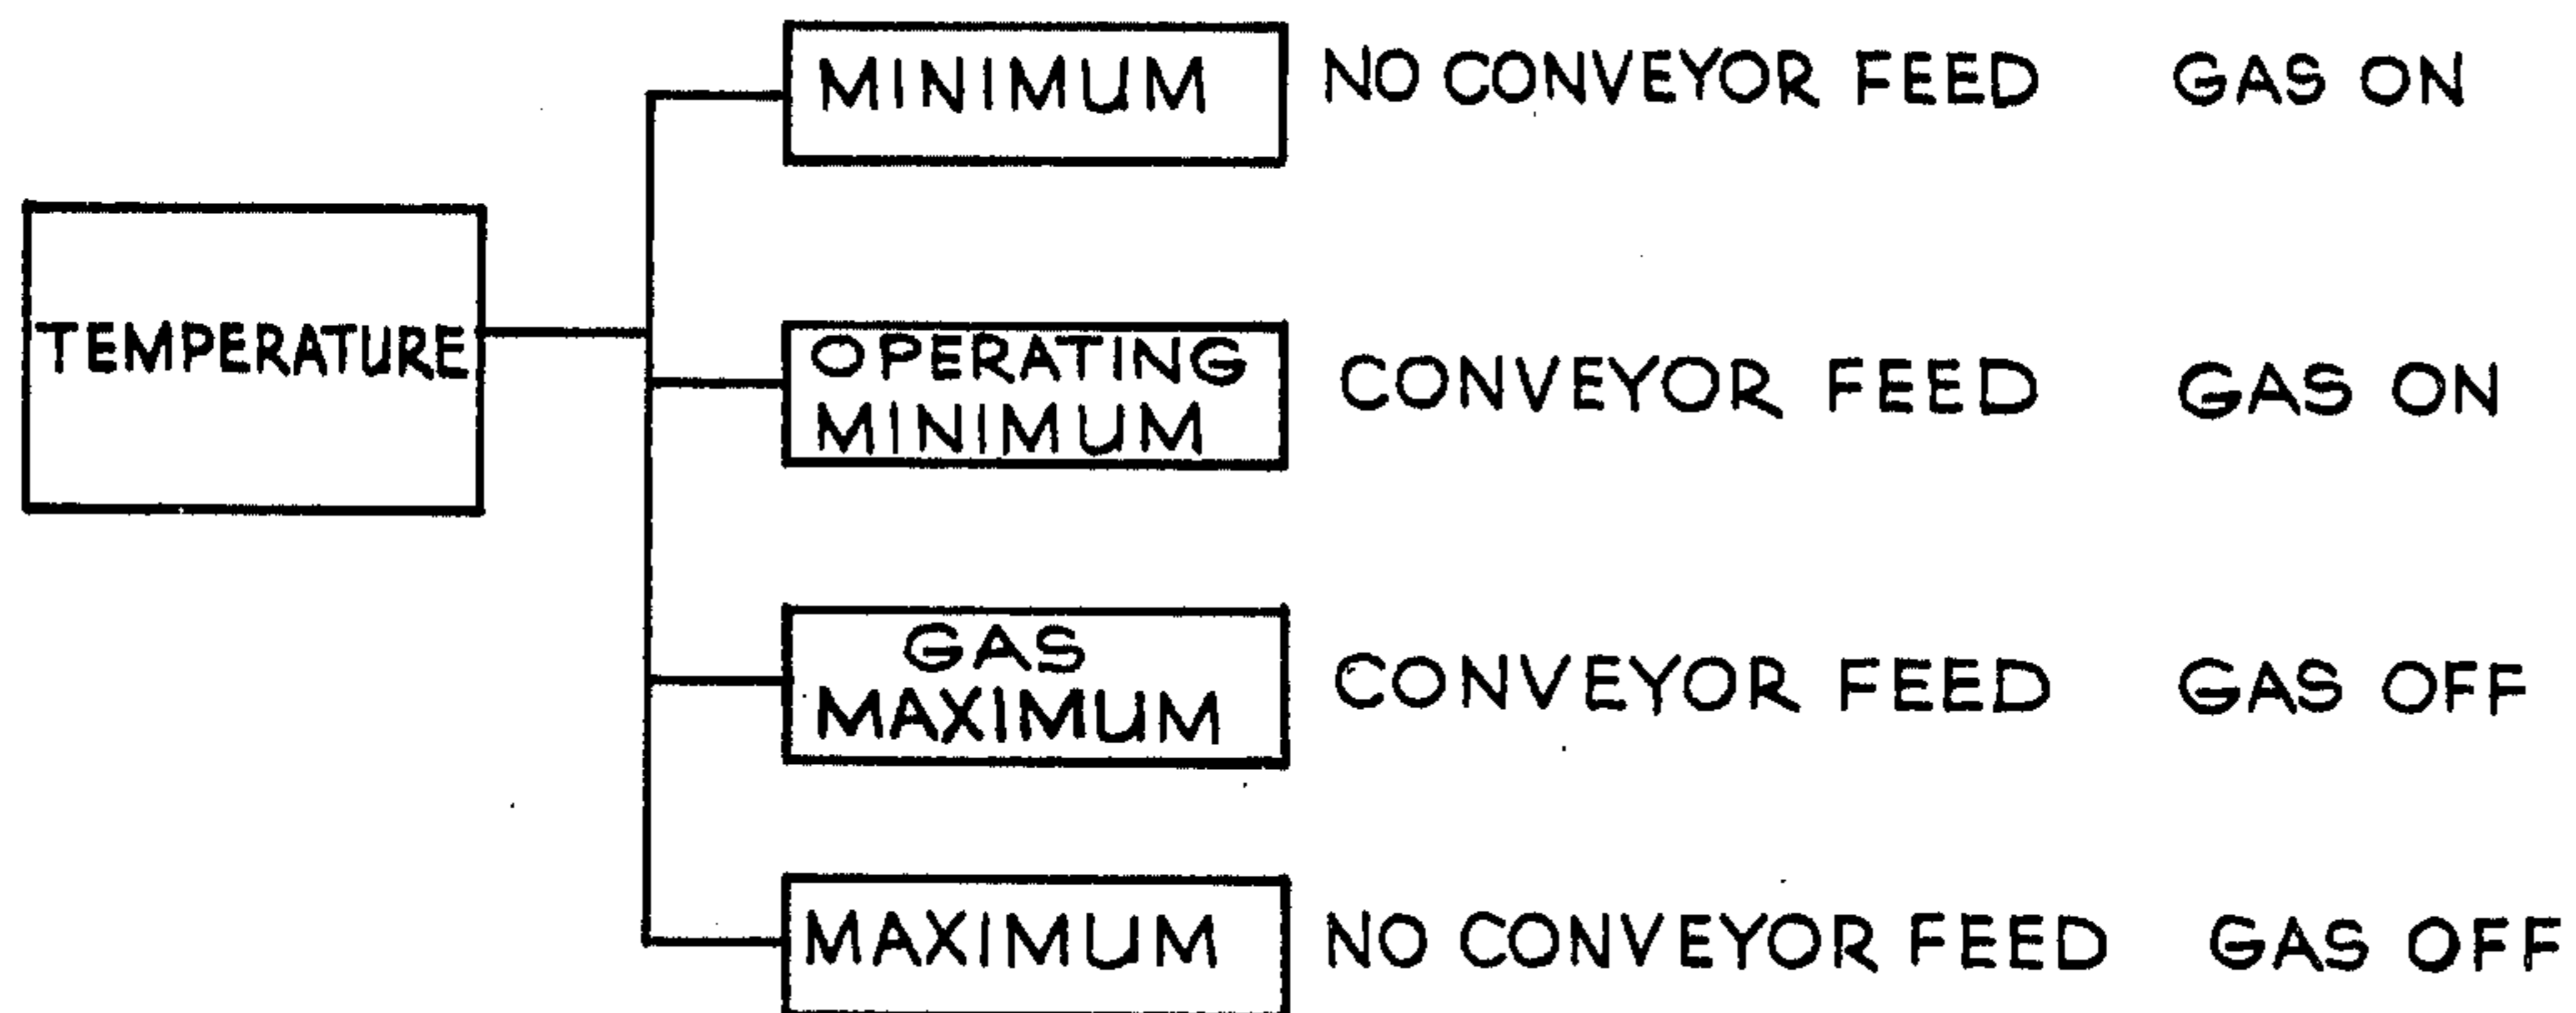 MINIMUM NO CONVEYOR FEED GAS ON
TEMPERATURE
OPERATING
MINIMUM
CONVEYOR FEED GAS ON
GAS
MAXIMUM
CONVEYOR FEED GAS OFF
MAXIMUM NO CONVEYOR FEED GAS OFF